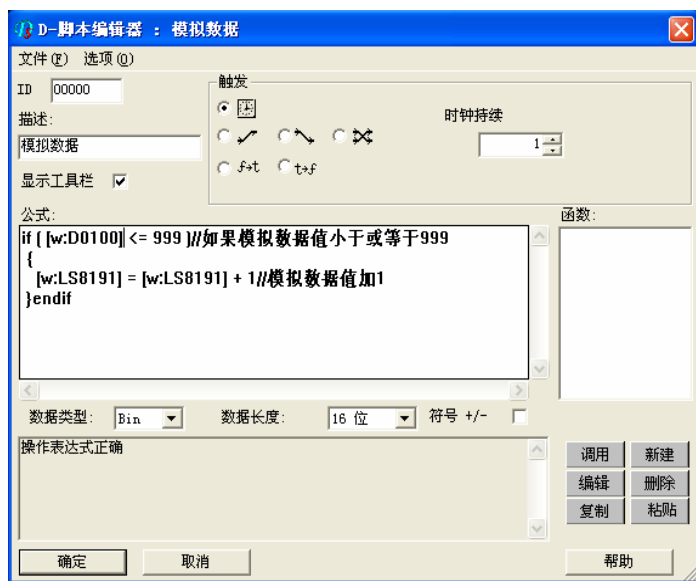 D-脚本编辑器 : 模拟数据
文件(F) 选项(O)
ID 00000
触发
描述:
时钟持续
模拟数据
1
f→t t→f
显示工具栏
公式:
函数:
if ( [w:D0100] <= 999 )//如果模拟数据值小于或等于999
{
[w:LS8191] = [w:LS8191] + 1//模拟数据值加1
}endif
数据类型: Bin 数据长度: 16 位 符号 +/-
操作表达式正确
调用 新建
编辑 删除
复制 粘贴
确定 取消 帮助